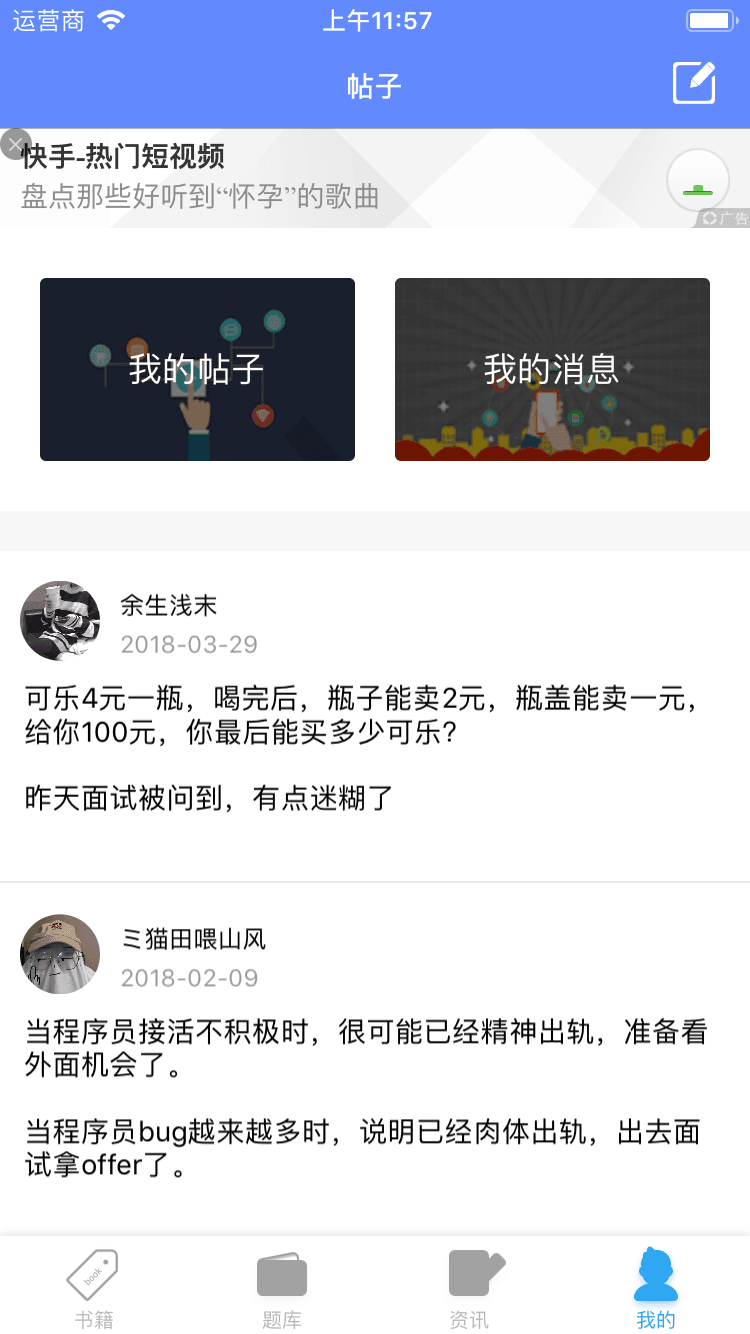 运营商
上午11:57
帖子
快手-热门短视频
盘点那些好听到“怀孕”的歌曲
广告
我的帖子
我的消息
余生浅末
2018-03-29
可乐4元一瓶，喝完后，瓶子能卖2元，瓶盖能卖一元，
给你100元，你最后能买多少可乐？
昨天面试被问到，有点迷糊了
ミ猫田喂山风
2018-02-09
当程序员接活不积极时，很可能已经精神出轨，准备看
外面机会了。
当程序员bug越来越多时，说明已经肉体出轨，出去面
试拿offer了。
book
书籍
题库
资讯
我的